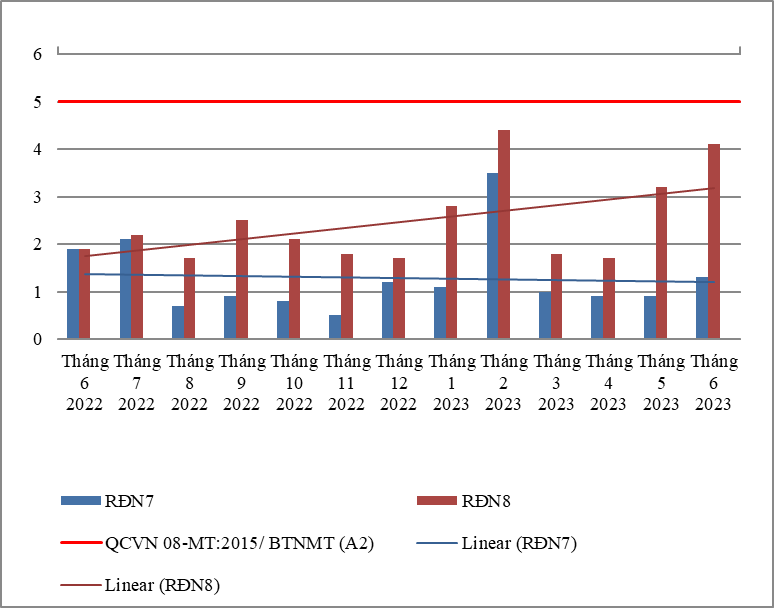 6
5
4
3
2
1
0
Tháng 6 2022
Tháng 7 2022
Tháng 8 2022
Tháng 9 2022
Tháng 10 2022
Tháng 11 2022
Tháng 12 2022
Tháng 1 2023
Tháng 2 2023
Tháng 3 2023
Tháng 4 2023
Tháng 5 2023
Tháng 6 2023
RĐN7
RĐN8
QCVN 08-MT:2015/ BTNMT (A2)
Linear (RĐN7)
Linear (RĐN8)